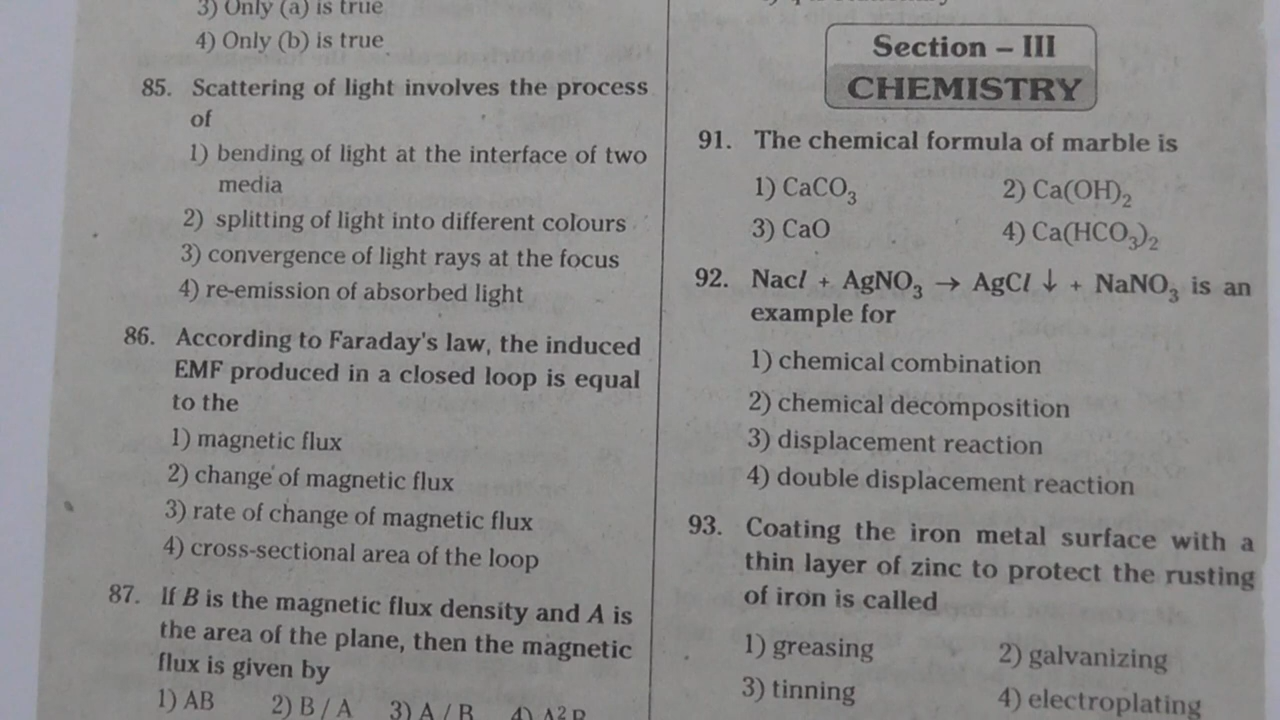 3) Only (a) is true
4) Only (b) is true
85. Scattering of light involves the process
of
1) bending of light at the interface of two
media
2) splitting of light into different colours
3) convergence of light rays at the focus
4) re-emission of absorbed light
86. According to Faraday's law, the induced
EMF produced in a closed loop is equal
to the
1) magnetic flux
2) change of magnetic flux
3) rate of change of magnetic flux
4) cross-sectional area of the loop
87. If B is the magnetic flux density and A is
the area of the plane, then the magnetic
flux is given by
1) AB 2) B / A 3) A / B 4) A²B
Section – III
CHEMISTRY
91. The chemical formula of marble is
1) CaCO₃ 2) Ca(OH)₂
3) CaO 4) Ca(HCO₃)₂
92. Nacl + AgNO₃ → AgCl ↓ + NaNO₃ is an
example for
1) chemical combination
2) chemical decomposition
3) displacement reaction
4) double displacement reaction
93. Coating the iron metal surface with a
thin layer of zinc to protect the rusting
of iron is called
1) greasing 2) galvanizing
3) tinning 4) electroplating